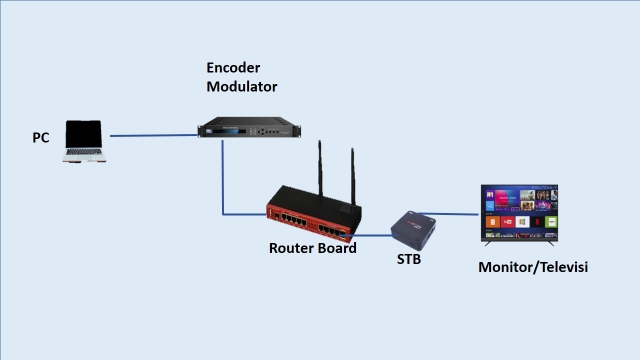 Encoder
Modulator
PC
Router Board
STB
Monitor/Televisi